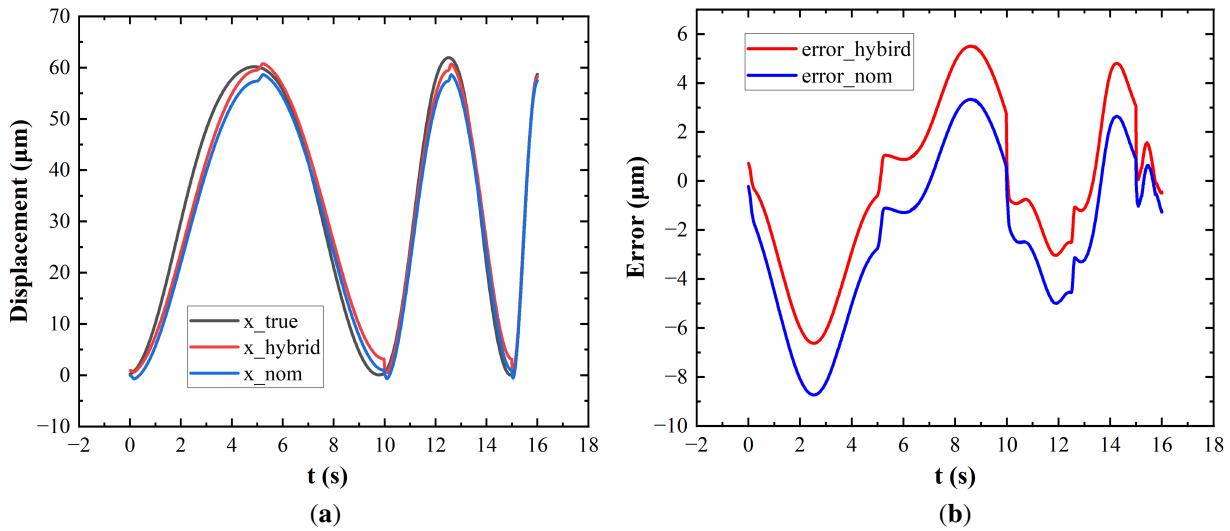 70
60
50
40
30
20
10
0
−10
Displacement (μm)
x_true
x_hybrid
x_nom
−2 0 2 4 6 8 10 12 14 16 18
t (s)
(a)
6
4
2
0
−2
−4
−6
−8
−10
Error (μm)
error_hybird
error_nom
−2 0 2 4 6 8 10 12 14 16 18
t (s)
(b)